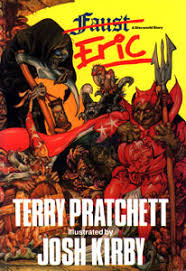 Faust
A Discworld Story
Eric
TERRY PRATCHETT
Illustrated by
JOSH KIRBY